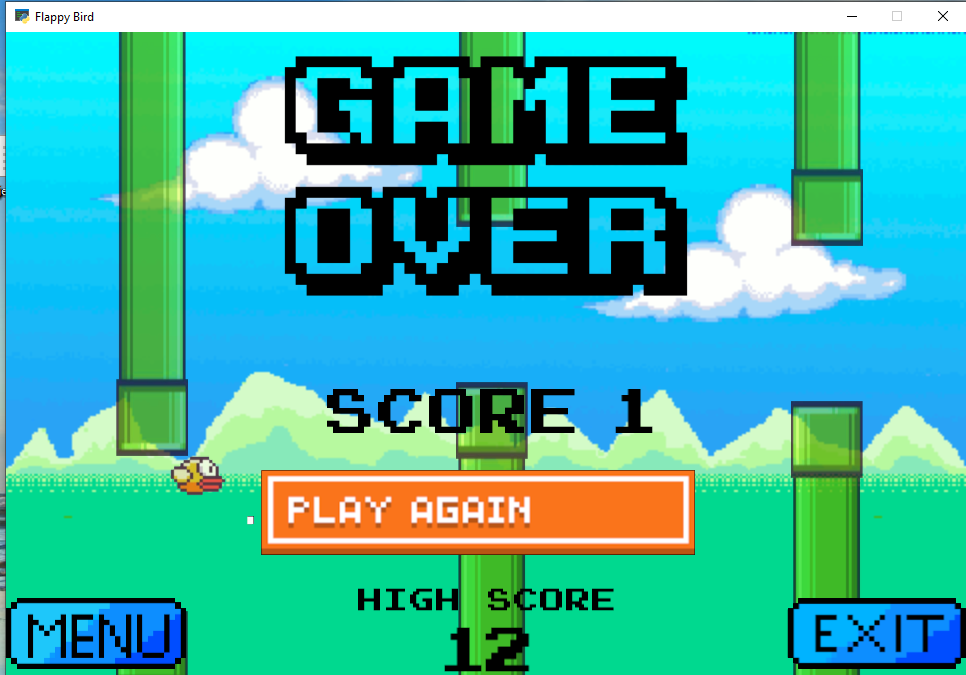 Flappy Bird
GAME
OVER
SCORE 1
PLAY AGAIN
HIGH SCORE
12
MENU
EXIT